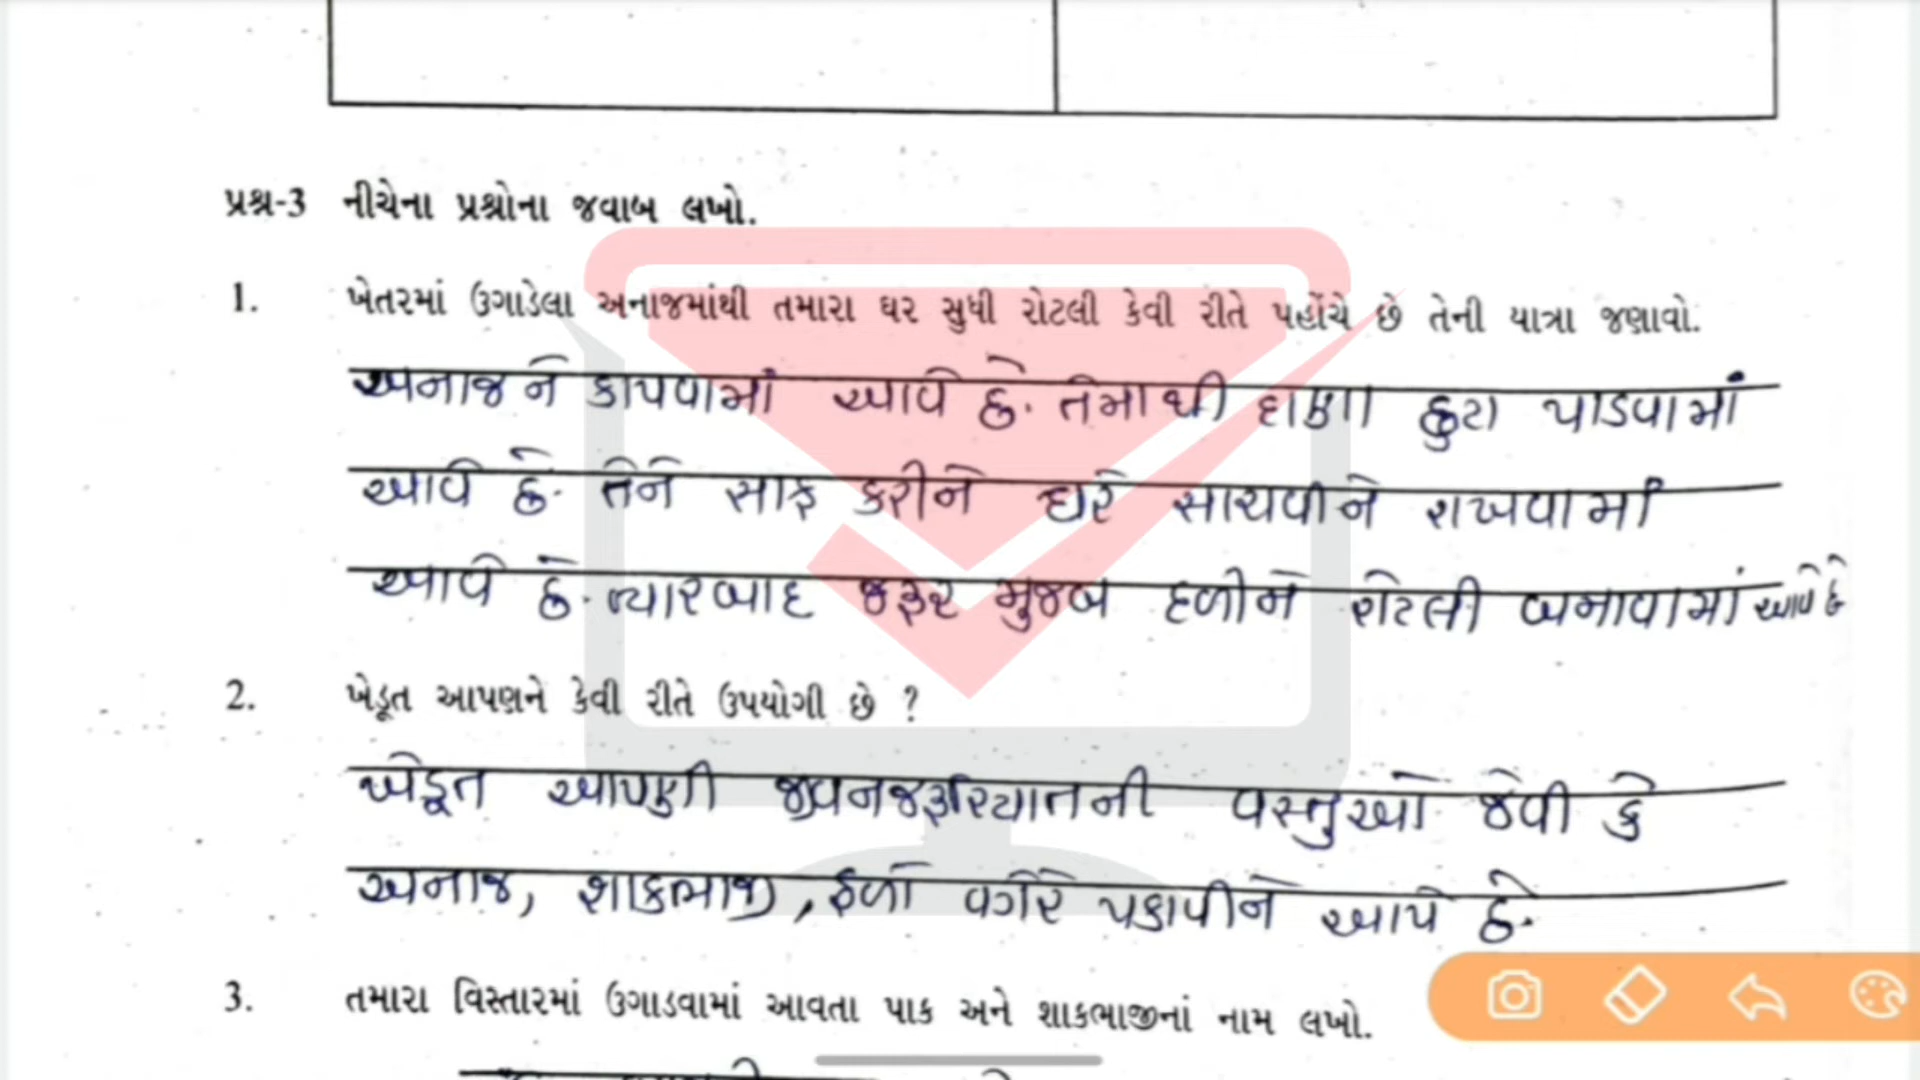 પ્રશ્ન-3 નીચેના પ્રશ્નોના જવાબ લખો.
1. ખેતરમાં ઉગાડેલા અનાજમાંથી તમારા ઘર સુધી રોટલી કેવી રીતે પહોંચે છે તેની યાત્રા જણાવો.
અનાજને કાપવામાં આવે છે. તેમાથી દાણા છુટા પાડવામાં
આવે છે. તેને સાફ કરીને ઘરે સાચવીને રાખવામાં
આવે છે. ત્યારબાદ જરૂર મુજબ દળીને રોટલી બનાવામાં આવે છે
2. ખેડૂત આપણને કેવી રીતે ઉપયોગી છે ?
ખેડૂત આપણી જીવનજરૂરિયાતની વસ્તુઓ જેવી કે
અનાજ, શાકભાજી, ફળો વગેરે પકાવીને આપે છે.
3. તમારા વિસ્તારમાં ઉગાડવામાં આવતા પાક અને શાકભાજીનાં નામ લખો.